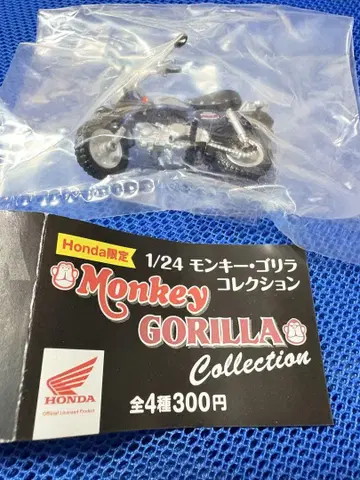 Honda限定
1/24 モンキー・ゴリラ
コレクション
Monkey
GORILLA
Collection
HONDA
Official Licensed Product
全4種300円